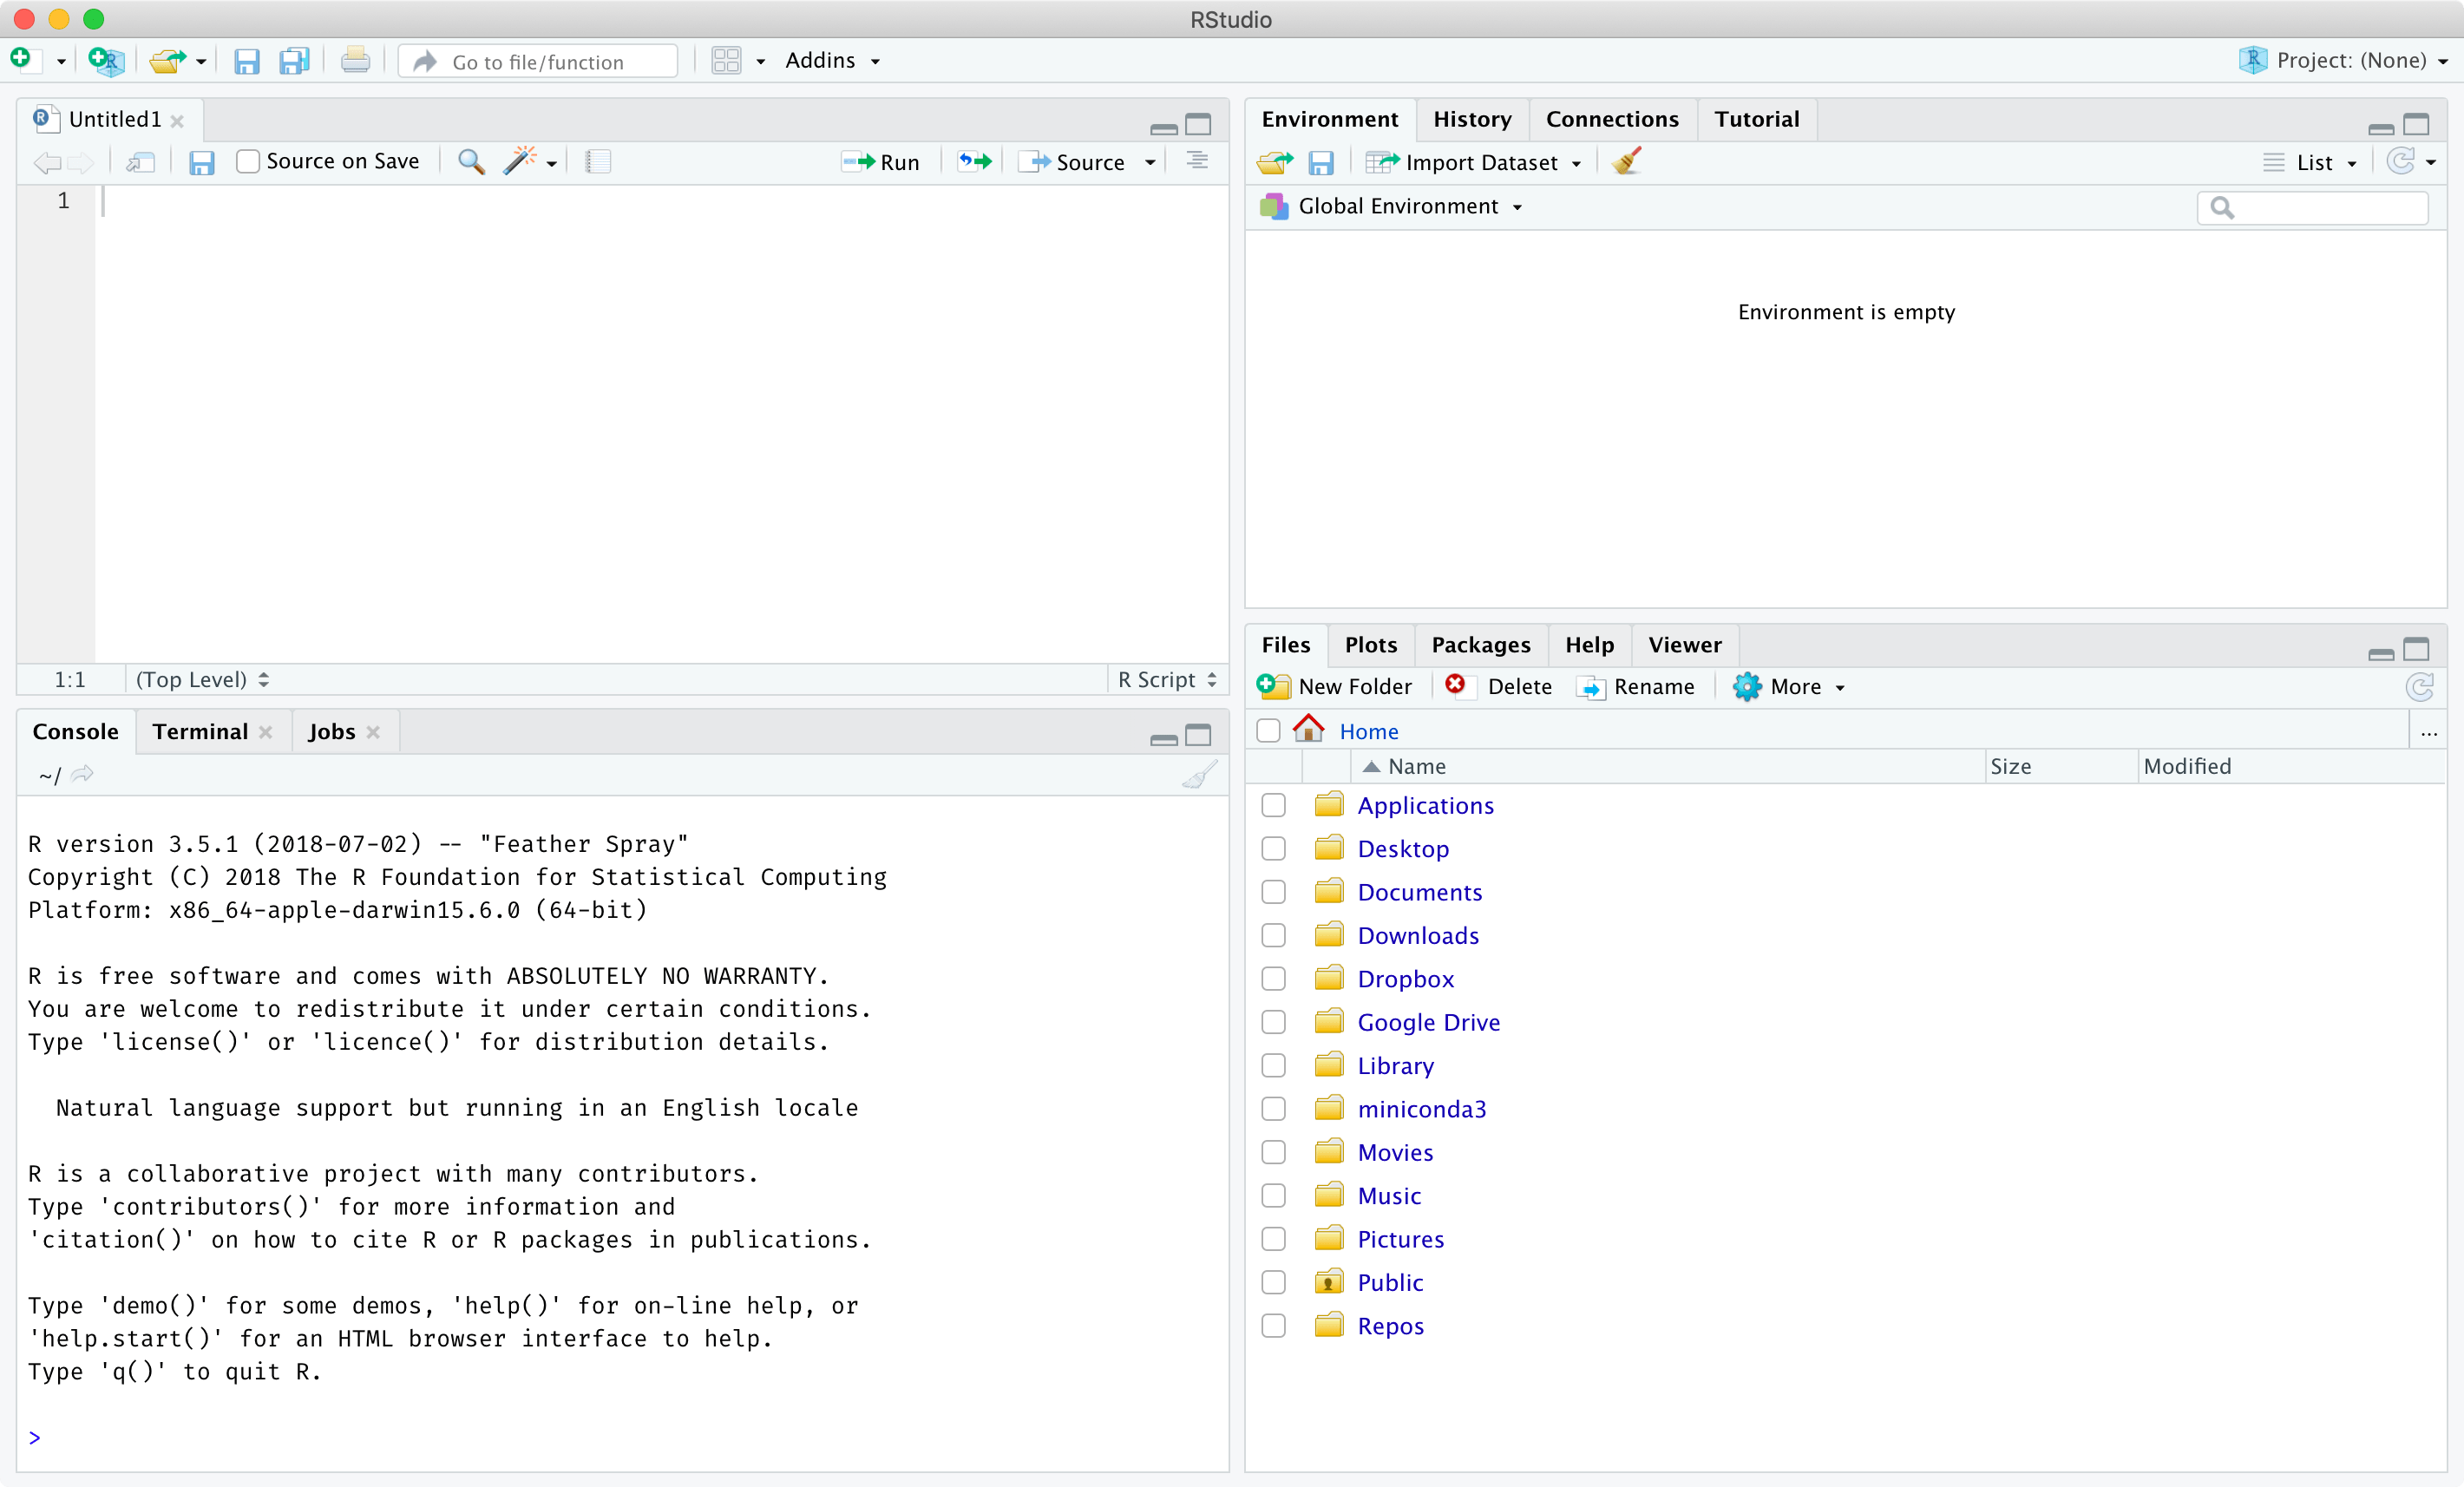 RStudio
Go to file/function
Addins
Project: (None)
Untitled1
Source on Save
Run
Source
1
1:1
(Top Level)
R Script
Console
Terminal
Jobs
~/
R version 3.5.1 (2018-07-02) -- "Feather Spray"
Copyright (C) 2018 The R Foundation for Statistical Computing
Platform: x86_64-apple-darwin15.6.0 (64-bit)
R is free software and comes with ABSOLUTELY NO WARRANTY.
You are welcome to redistribute it under certain conditions.
Type 'license()' or 'licence()' for distribution details.
Natural language support but running in an English locale
R is a collaborative project with many contributors.
Type 'contributors()' for more information and
'citation()' on how to cite R or R packages in publications.
Type 'demo()' for some demos, 'help()' for on-line help, or
'help.start()' for an HTML browser interface to help.
Type 'q()' to quit R.
>
Environment
History
Connections
Tutorial
Import Dataset
List
Global Environment
Environment is empty
Files
Plots
Packages
Help
Viewer
New Folder
Delete
Rename
More
Home
...
Name
Size
Modified
Applications
Desktop
Documents
Downloads
Dropbox
Google Drive
Library
miniconda3
Movies
Music
Pictures
Public
Repos